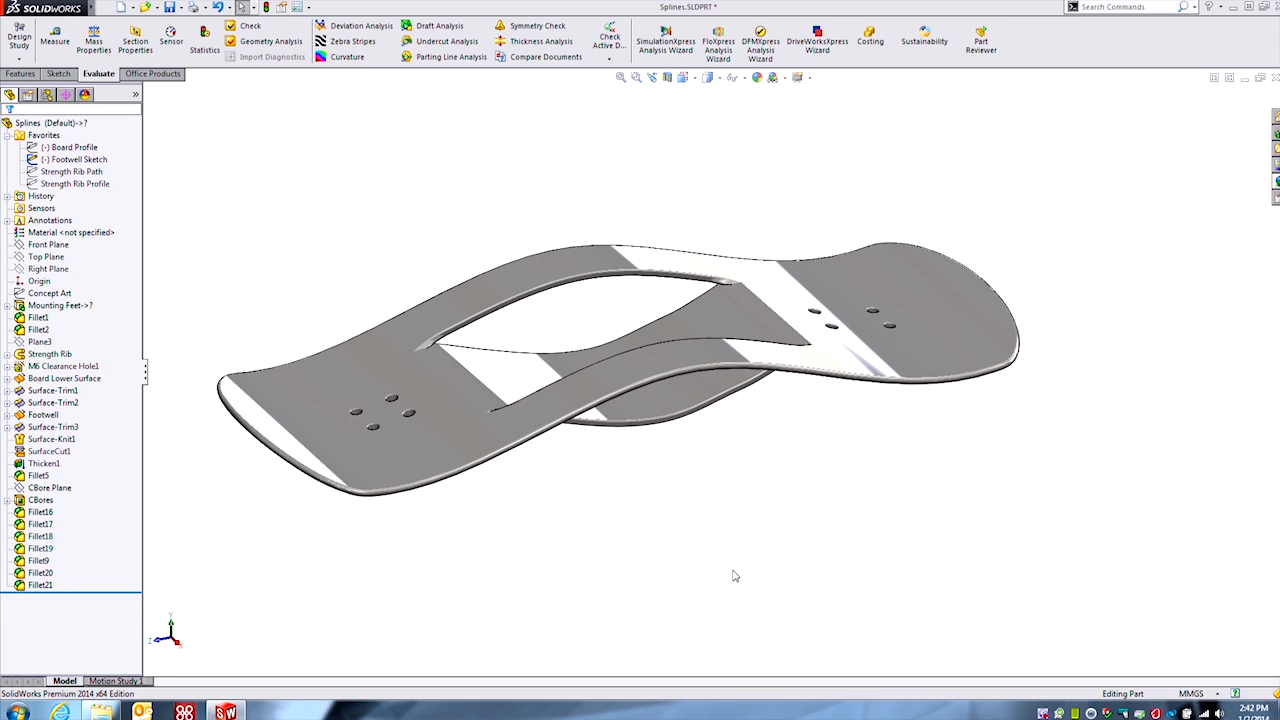 SOLIDWORKS
Splines.SLDPRT *
Search Commands
Design Study
Measure
Mass Properties
Section Properties
Sensor
Statistics
Check
Geometry Analysis
Import Diagnostics
Deviation Analysis
Zebra Stripes
Curvature
Draft Analysis
Undercut Analysis
Parting Line Analysis
Symmetry Check
Thickness Analysis
Compare Documents
Check Active D...
SimulationXpress Analysis Wizard
FloXpress Analysis Wizard
DFMXpress Analysis Wizard
DriveWorksXpress Wizard
Costing
Sustainability
Part Reviewer
Features
Sketch
Evaluate
Office Products
Splines (Default)->?
Favorites
(-) Board Profile
(-) Footwell Sketch
Strength Rib Path
Strength Rib Profile
History
Sensors
Annotations
Material <not specified>
Front Plane
Top Plane
Right Plane
Origin
Concept Art
Mounting Feet->?
Fillet1
Fillet2
Plane3
Strength Rib
M6 Clearance Hole1
Board Lower Surface
Surface-Trim1
Surface-Trim2
Footwell
Surface-Trim3
Surface-Knit1
SurfaceCut1
Thicken1
Fillet5
CBore Plane
CBores
Fillet16
Fillet17
Fillet18
Fillet19
Fillet9
Fillet20
Fillet21
Y
Z
X
Model
Motion Study 1
SolidWorks Premium 2014 x64 Edition
Editing Part
MMGS
2:42 PM